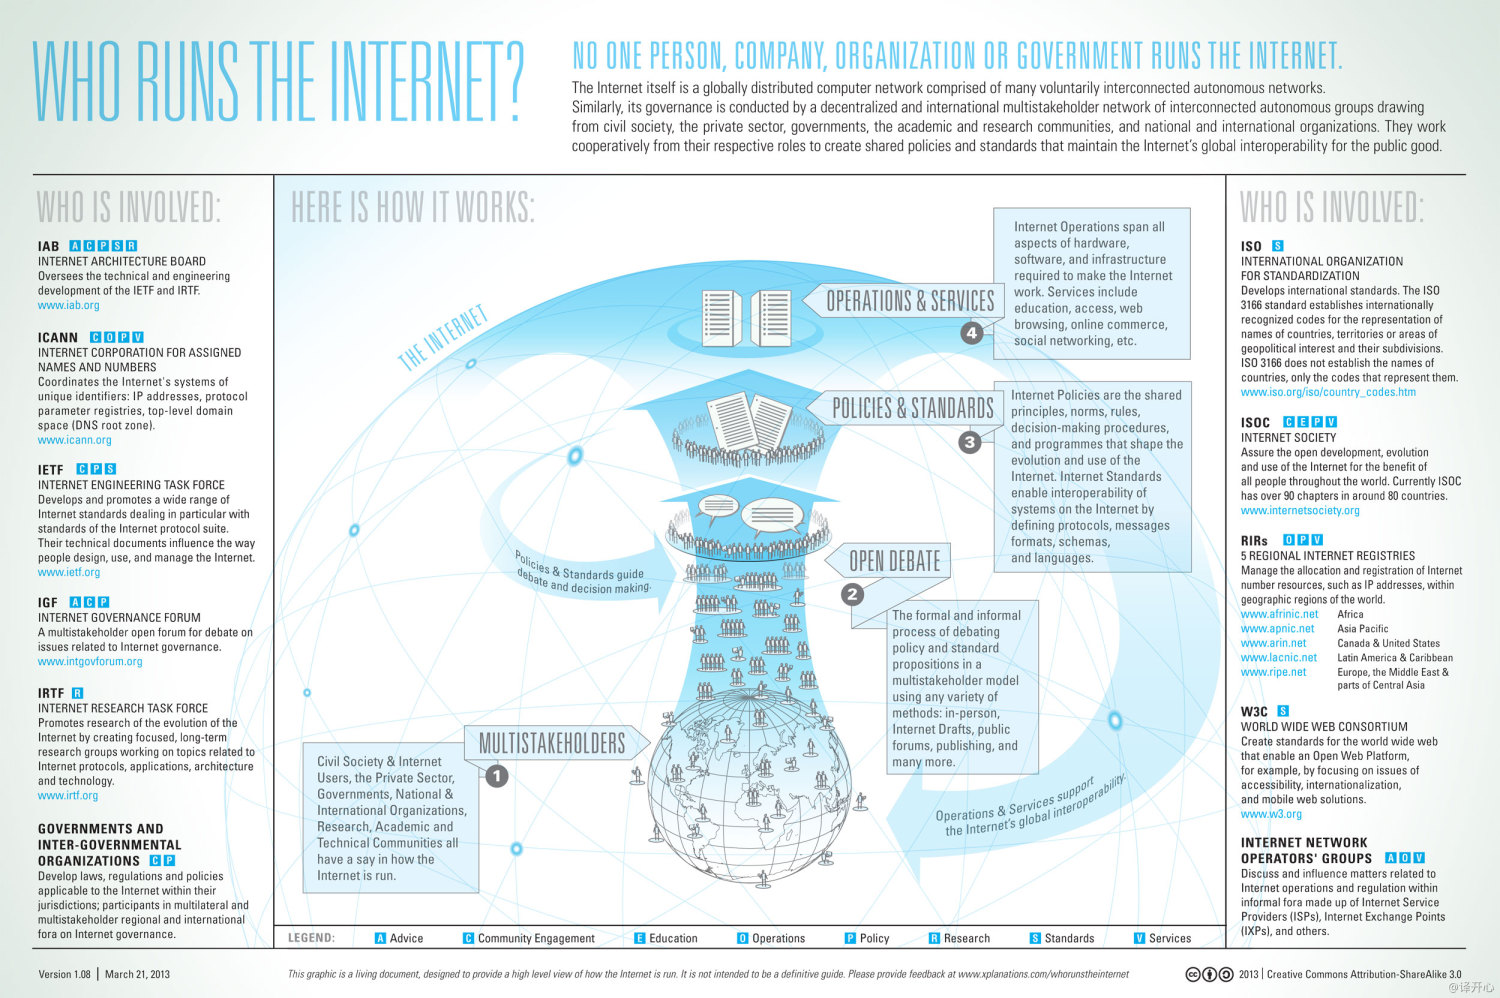 WHO RUNS THE INTERNET?
NO ONE PERSON, COMPANY, ORGANIZATION OR GOVERNMENT RUNS THE INTERNET.
The Internet itself is a globally distributed computer network comprised of many voluntarily interconnected autonomous networks.
Similarly, its governance is conducted by a decentralized and international multistakeholder network of interconnected autonomous groups drawing
from civil society, the private sector, governments, the academic and research communities, and national and international organizations. They work
cooperatively from their respective roles to create shared policies and standards that maintain the Internet's global interoperability for the public good.
WHO IS INVOLVED:
IAB A C P S R
INTERNET ARCHITECTURE BOARD
Oversees the technical and engineering
development of the IETF and IRTF.
www.iab.org
ICANN C O P V
INTERNET CORPORATION FOR ASSIGNED
NAMES AND NUMBERS
Coordinates the Internet's systems of
unique identifiers: IP addresses, protocol
parameter registries, top-level domain
space (DNS root zone).
www.icann.org
IETF C P S
INTERNET ENGINEERING TASK FORCE
Develops and promotes a wide range of
Internet standards dealing in particular with
standards of the Internet protocol suite.
Their technical documents influence the way
people design, use, and manage the Internet.
www.ietf.org
IGF A C P
INTERNET GOVERNANCE FORUM
A multistakeholder open forum for debate on
issues related to Internet governance.
www.intgovforum.org
IRTF R
INTERNET RESEARCH TASK FORCE
Promotes research of the evolution of the
Internet by creating focused, long-term
research groups working on topics related to
Internet protocols, applications, architecture
and technology.
www.irtf.org
GOVERNMENTS AND
INTER-GOVERNMENTAL
ORGANIZATIONS C P
Develop laws, regulations and policies
applicable to the Internet within their
jurisdictions; participants in multilateral and
multistakeholder regional and international
fora on Internet governance.
HERE IS HOW IT WORKS:
THE INTERNET
OPERATIONS & SERVICES
4
Internet Operations span all
aspects of hardware,
software, and infrastructure
required to make the Internet
work. Services include
education, access, web
browsing, online commerce,
social networking, etc.
POLICIES & STANDARDS
3
Internet Policies are the shared
principles, norms, rules,
decision-making procedures,
and programmes that shape the
evolution and use of the
Internet. Internet Standards
enable interoperability of
systems on the Internet by
defining protocols, messages
formats, schemas,
and languages.
Policies & Standards guide
debate and decision making.
OPEN DEBATE
2
The formal and informal
process of debating
policy and standard
propositions in a
multistakeholder model
using any variety of
methods: in-person,
Internet Drafts, public
forums, publishing, and
many more.
MULTISTAKEHOLDERS
1
Civil Society & Internet
Users, the Private Sector,
Governments, National &
International Organizations,
Research, Academic and
Technical Communities all
have a say in how the
Internet is run.
Operations & Services support
the Internet's global interoperability.
LEGEND: A Advice C Community Engagement E Education O Operations P Policy R Research S Standards V Services
WHO IS INVOLVED:
ISO S
INTERNATIONAL ORGANIZATION
FOR STANDARDIZATION
Develops international standards. The ISO
3166 standard establishes internationally
recognized codes for the representation of
names of countries, territories or areas of
geopolitical interest and their subdivisions.
ISO 3166 does not establish the names of
countries, only the codes that represent them.
www.iso.org/iso/country_codes.htm
ISOC C E P V
INTERNET SOCIETY
Assure the open development, evolution
and use of the Internet for the benefit of
all people throughout the world. Currently ISOC
has over 90 chapters in around 80 countries.
www.internetsociety.org
RIRs O P V
5 REGIONAL INTERNET REGISTRIES
Manage the allocation and registration of Internet
number resources, such as IP addresses, within
geographic regions of the world.
www.afrinic.net Africa
www.apnic.net Asia Pacific
www.arin.net Canada & United States
www.lacnic.net Latin America & Caribbean
www.ripe.net Europe, the Middle East &
parts of Central Asia
W3C S
WORLD WIDE WEB CONSORTIUM
Create standards for the world wide web
that enable an Open Web Platform,
for example, by focusing on issues of
accessibility, internationalization,
and mobile web solutions.
www.w3.org
INTERNET NETWORK
OPERATORS' GROUPS A O V
Discuss and influence matters related to
Internet operations and regulation within
informal fora made up of Internet Service
Providers (ISPs), Internet Exchange Points
(IXPs), and others.
Version 1.08 | March 21, 2013
This graphic is a living document, designed to provide a high level view of how the Internet is run. It is not intended to be a definitive guide. Please provide feedback at www.xplanations.com/whorunstheinternet
cc 2013 | Creative Commons Attribution-ShareAlike 3.0
@译开心